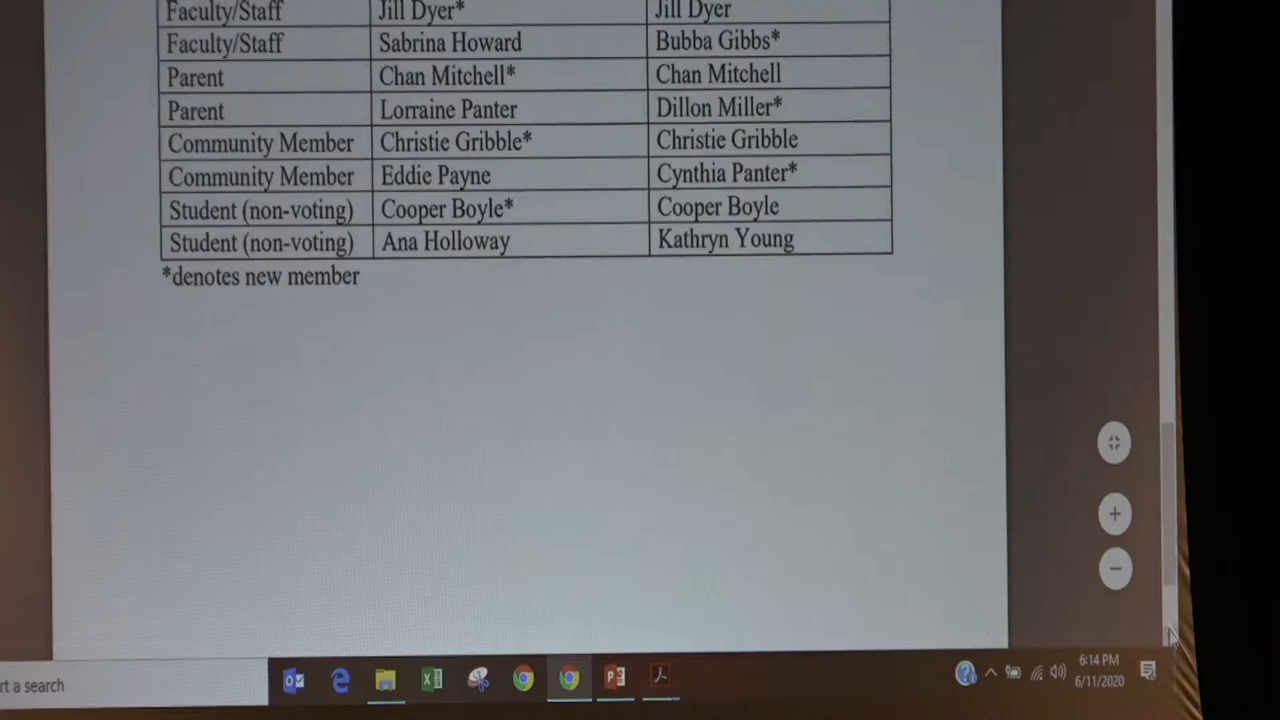 Faculty/Staff Jill Dyer* Jill Dyer
Faculty/Staff Sabrina Howard Bubba Gibbs*
Parent Chan Mitchell* Chan Mitchell
Parent Lorraine Panter Dillon Miller*
Community Member Christie Gribble* Christie Gribble
Community Member Eddie Payne Cynthia Panter*
Student (non-voting) Cooper Boyle* Cooper Boyle
Student (non-voting) Ana Holloway Kathryn Young
*denotes new member
rt a search
6:14 PM
6/11/2020